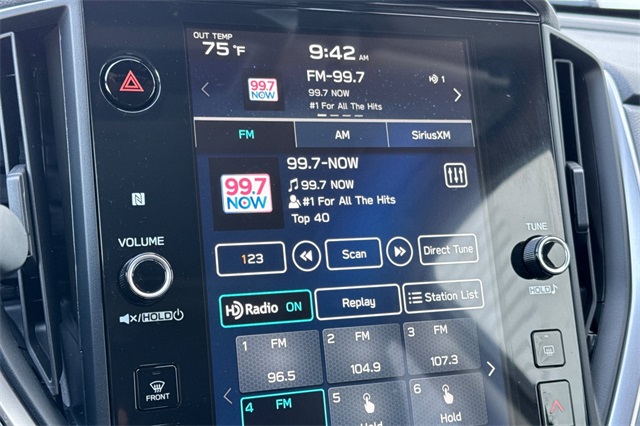 OUT TEMP
75°F
9:42 AM
FM-99.7
99.7 NOW
#1 For All The Hits
99.7
NOW
1
FM AM SiriusXM
99.7-NOW
99.7 NOW
#1 For All The Hits
Top 40
99.7
NOW
123 Scan Direct Tune
HD Radio ON Replay Station List
1 FM 96.5
2 FM 104.9
3 FM 107.3
4 FM
5 Hold
6 Hold
VOLUME
HOLD
FRONT
TUNE
HOLD